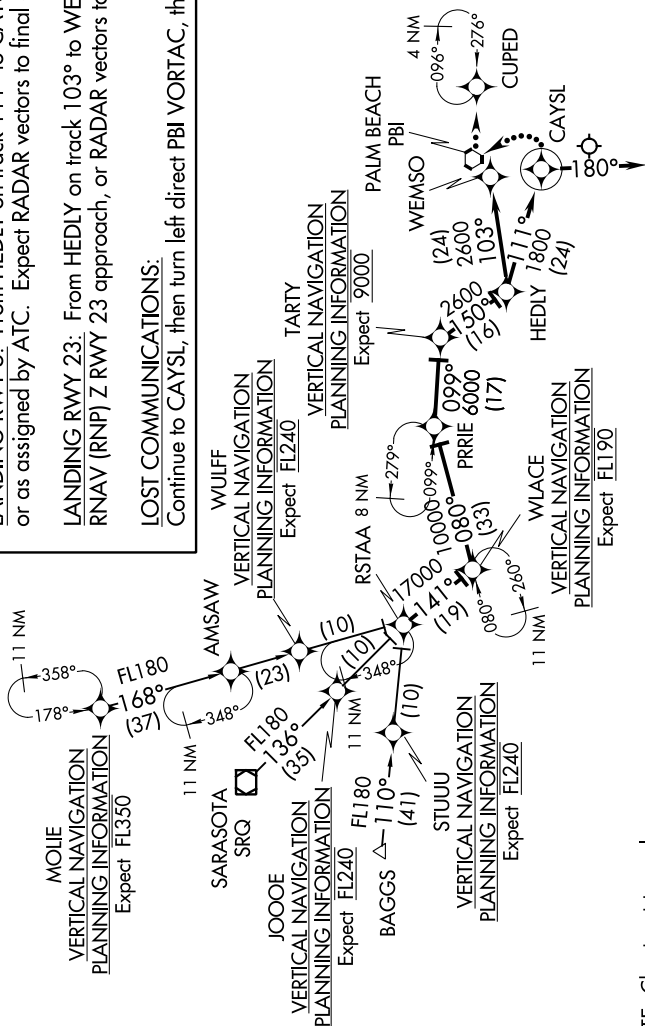 or as assigned by ATC. Expect RADAR vectors to final
LANDING RWY 23: From HEDLY on track 103° to WE
RNAV (RNP) Z RWY 23 approach, or RADAR vectors to
LOST COMMUNICATIONS:
Continue to CAYSL, then turn left direct PBI VORTAC, th
MOLIE
VERTICAL NAVIGATION
PLANNING INFORMATION
Expect FL350
11 NM
358°
178°
FL180
168°
(37)
AMSAW
11 NM
348°
(23)
WULFF
VERTICAL NAVIGATION
PLANNING INFORMATION
Expect FL240
(10)
SARASOTA
SRQ
FL180
136°
(35)
JOOOE
VERTICAL NAVIGATION
PLANNING INFORMATION
Expect FL240
11 NM
348°
(10)
BAGGS
FL180
110°
(41)
STUUU
VERTICAL NAVIGATION
PLANNING INFORMATION
Expect FL240
(10)
RSTAA
17000
141°
(19)
WLACE
VERTICAL NAVIGATION
PLANNING INFORMATION
Expect FL190
080°
260°
11 NM
10000
080°
(33)
8 NM
279°
099°
PRRIE
099°
6000
(17)
TARTY
VERTICAL NAVIGATION
PLANNING INFORMATION
Expect 9000
2600
150°
(16)
HEDLY
(24)
2600
103°
WEMSO
111°
1800
(24)
PALM BEACH
PBI
4 NM
096°
276°
CUPED
CAYSL
180°